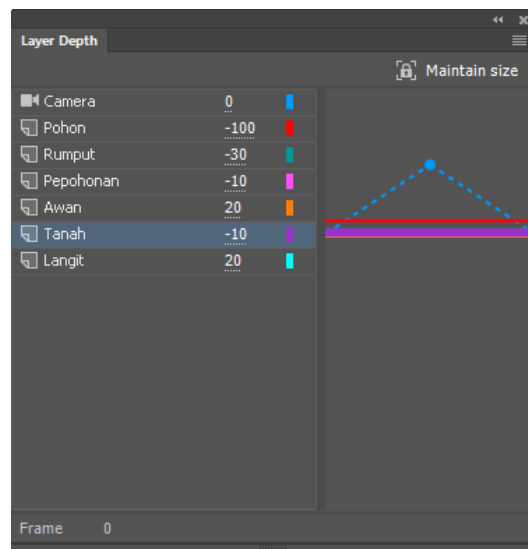 Layer Depth
Maintain size
Camera 0
Pohon -100
Rumput -30
Pepohonan -10
Awan 20
Tanah -10
Langit 20
Frame 0